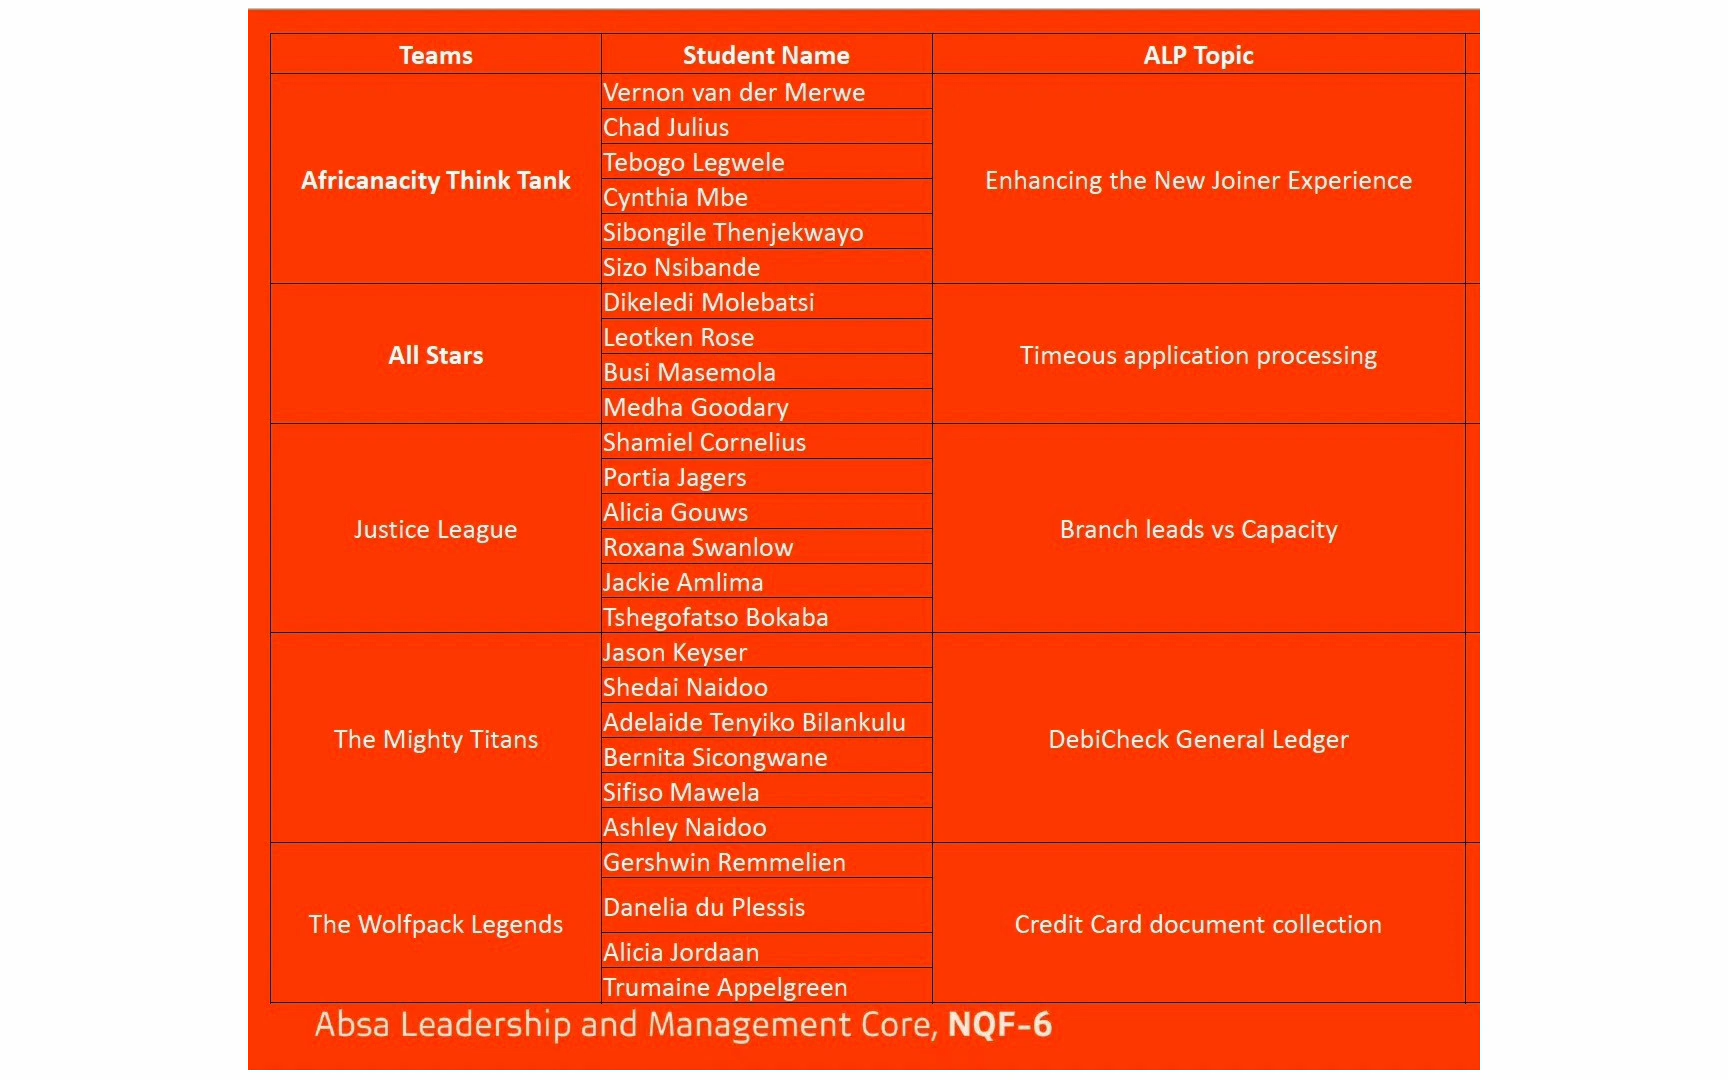 Teams Student Name ALP Topic
Vernon van der Merwe
Chad Julius
Tebogo Legwele
Africanacity Think Tank Enhancing the New Joiner Experience
Cynthia Mbe
Sibongile Thenjekwayo
Sizo Nsibande
Dikeledi Molebatsi
Leotken Rose
All Stars Timeous application processing
Busi Masemola
Medha Goodary
Shamiel Cornelius
Portia Jagers
Alicia Gouws
Justice League Branch leads vs Capacity
Roxana Swanlow
Jackie Amlima
Tshegofatso Bokaba
Jason Keyser
Shedai Naidoo
Adelaide Tenyiko Bilankulu
The Mighty Titans DebiCheck General Ledger
Bernita Sicongwane
Sifiso Mawela
Ashley Naidoo
Gershwin Remmelien
Danelia du Plessis
The Wolfpack Legends Credit Card document collection
Alicia Jordaan
Trumaine Appelgreen
Absa Leadership and Management Core, NQF-6